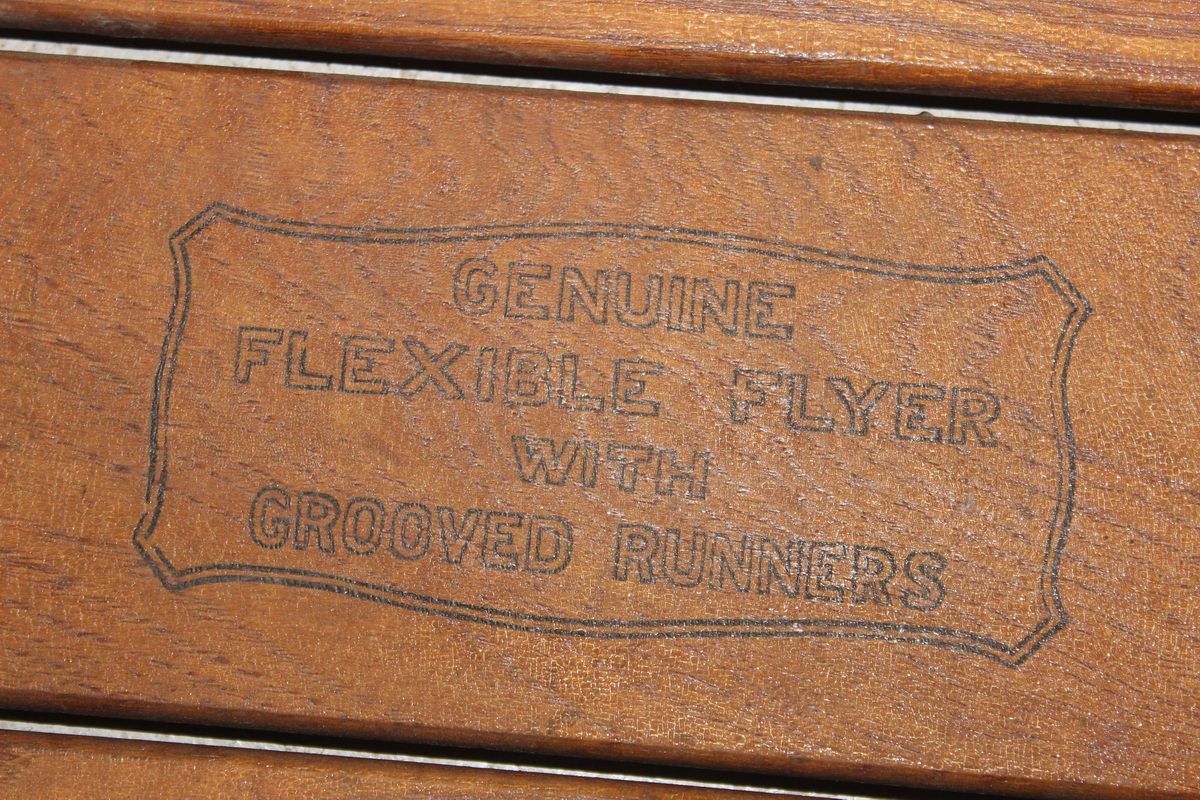 GENUINE
FLEXIBLE FLYER
WITH
GROOVED RUNNERS